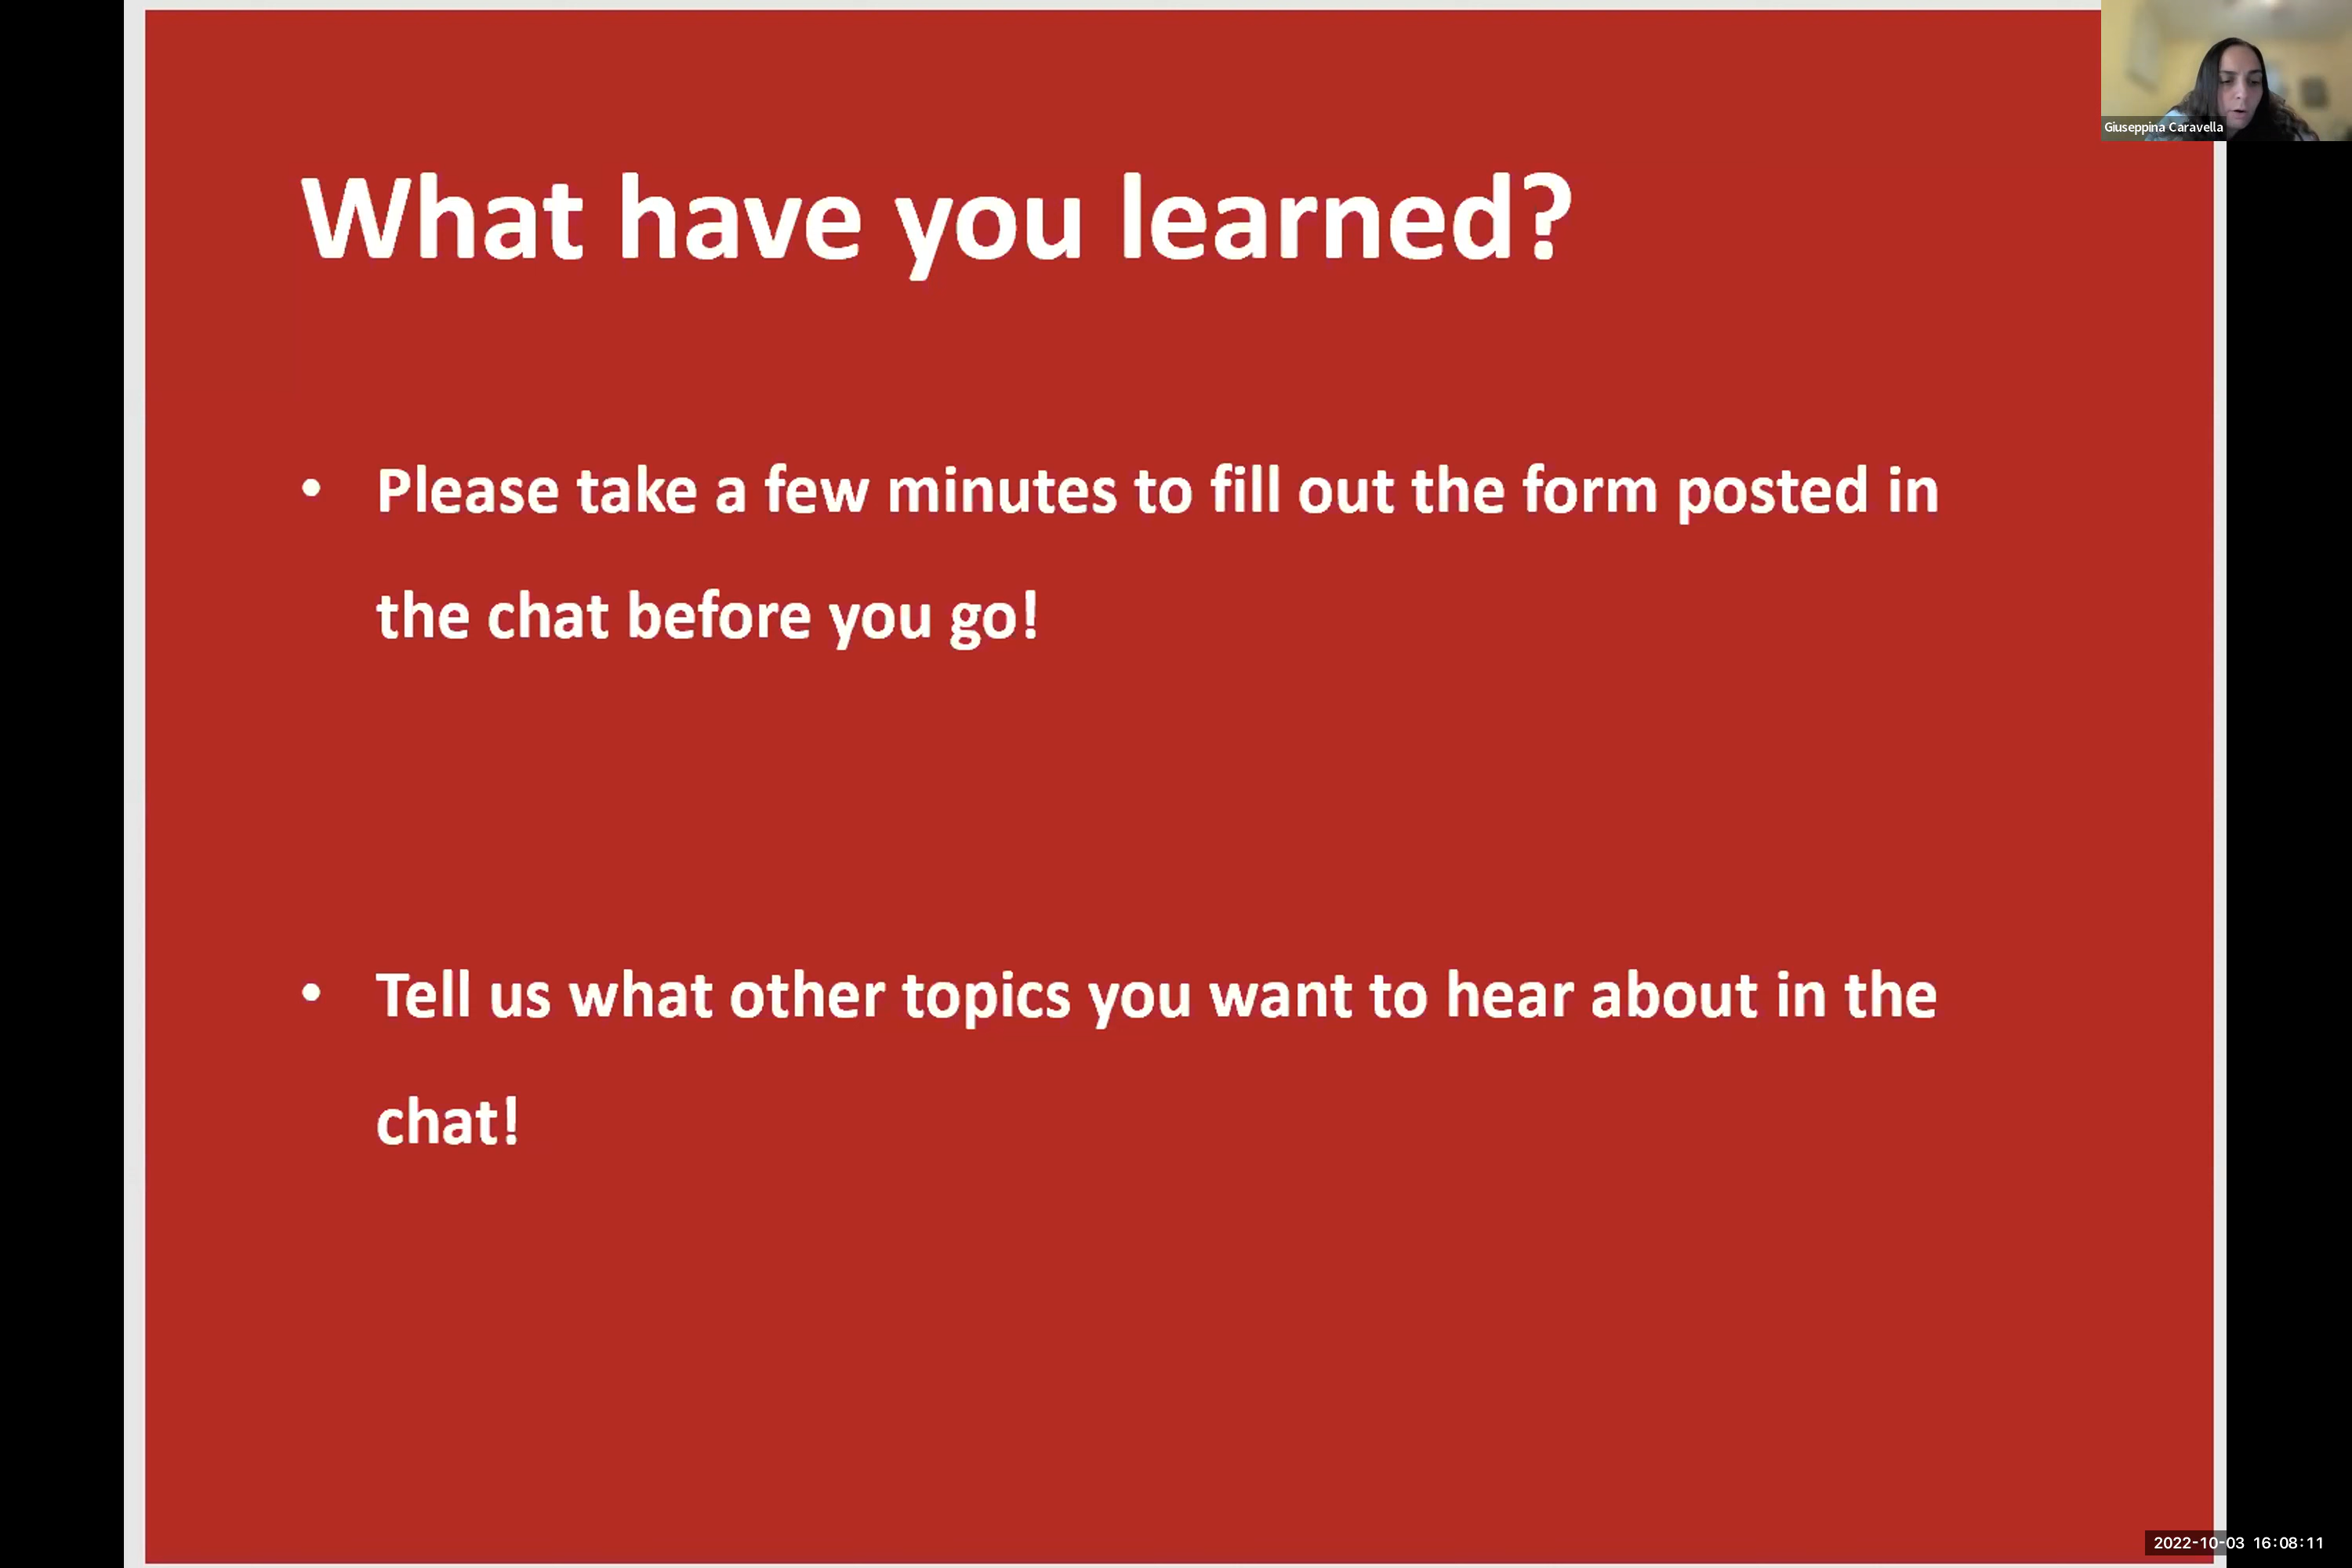 Giuseppina Caravella
What have you learned?
• Please take a few minutes to fill out the form posted in
the chat before you go!
• Tell us what other topics you want to hear about in the
chat!
2022-10-03 16:08:11